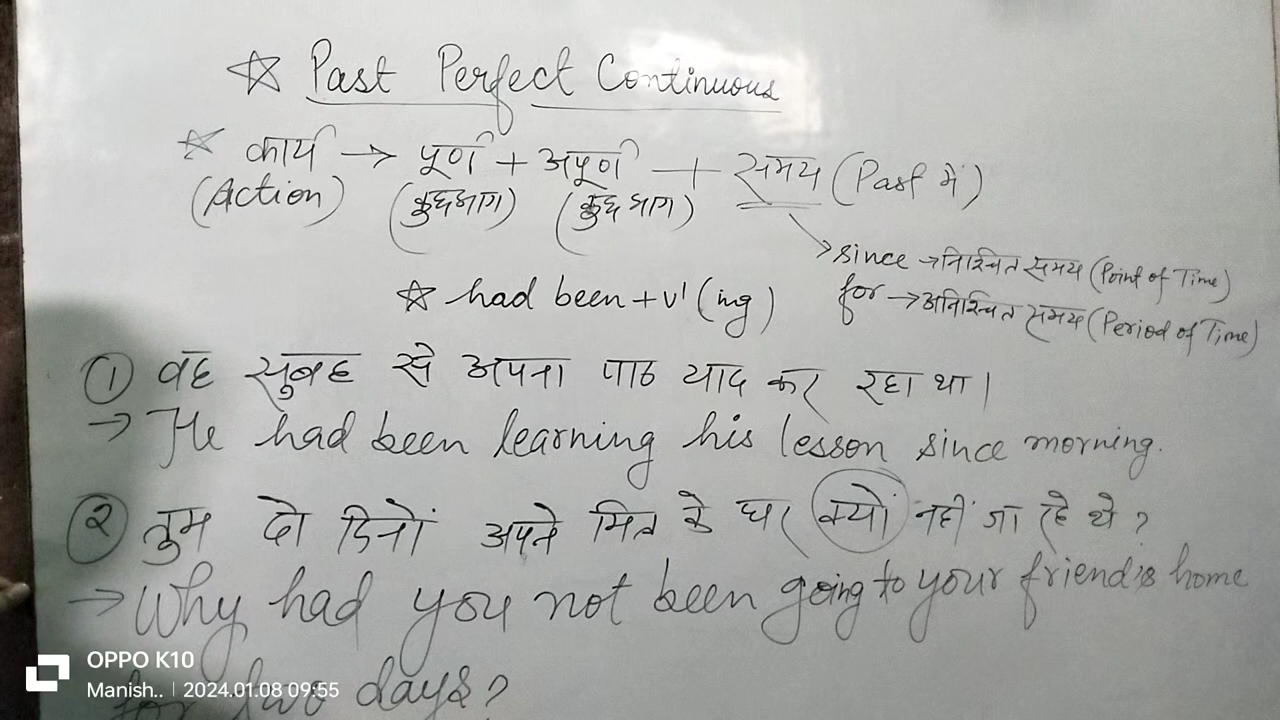 ☆ Past Perfect Continuous
☆ कार्य → पूर्ण + अपूर्ण + समय (Past में)
(Action) (कुछ भाग) (कुछ भाग)
since → निश्चित समय (Point of Time)
☆ had been + v¹ (ing)
for → अनिश्चित समय (Period of Time)
① वह सुबह से अपना पाठ याद कर रहा था।
→ He had been learning his lesson since morning.
② तुम दो दिनों अपने मित्र के घर क्यों नहीं जा रहे थे ?
→ Why had you not been going to your friend's home
for two days?
OPPO K10
Manish.. | 2024.01.08 09:55